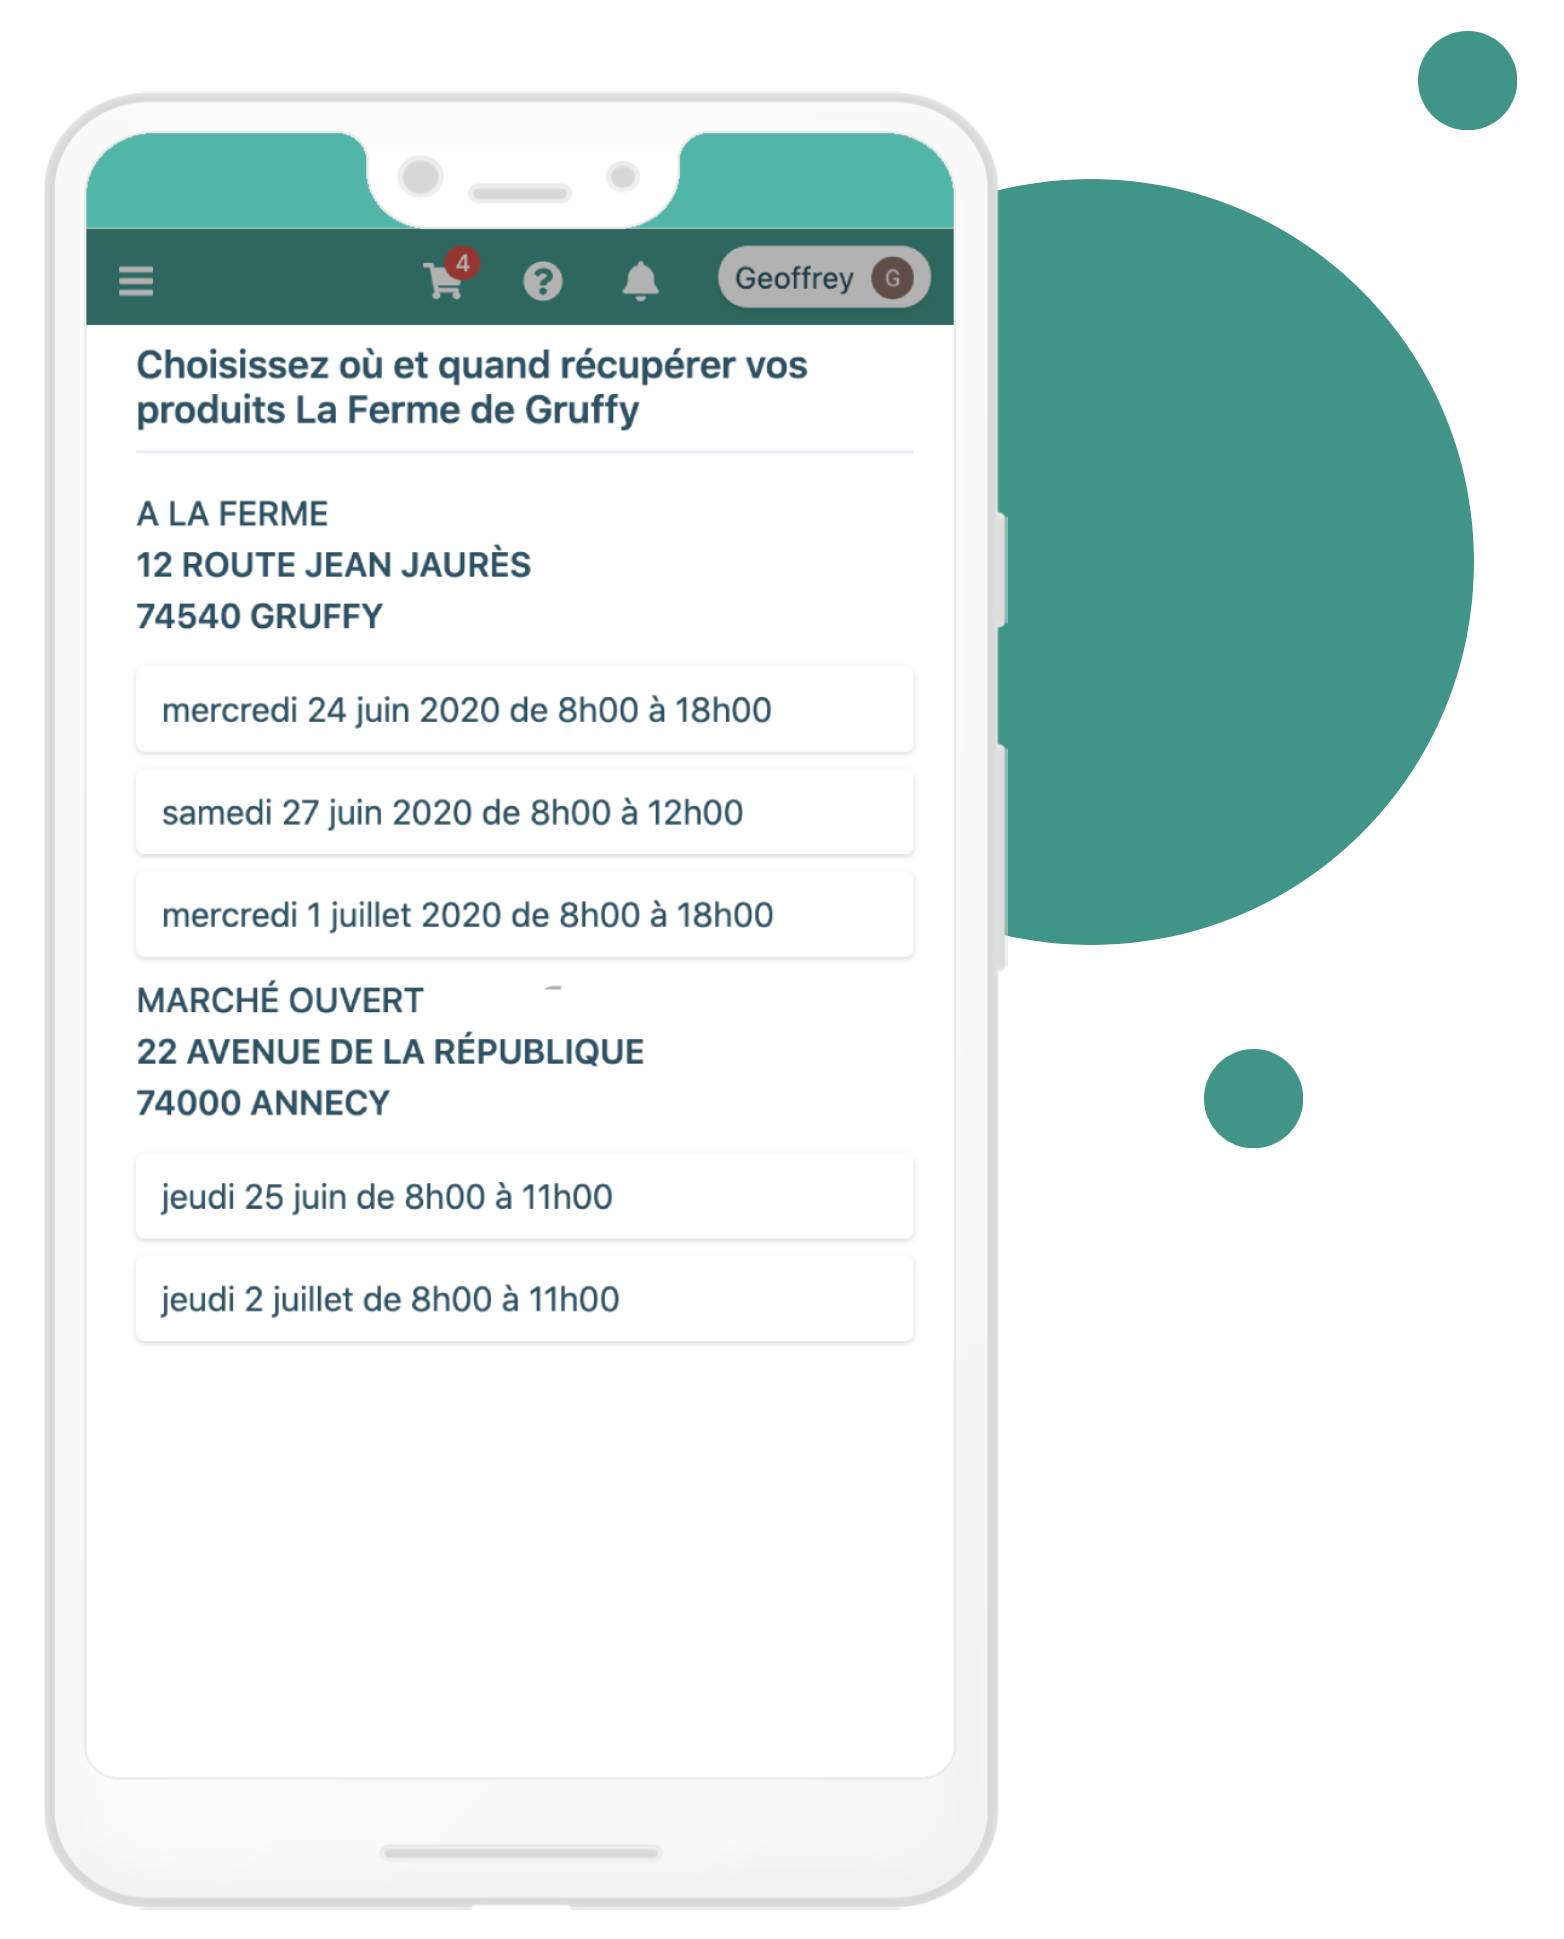 4
Geoffrey G
Choisissez où et quand récupérer vos
produits La Ferme de Gruffy
A LA FERME
12 ROUTE JEAN JAURÈS
74540 GRUFFY
mercredi 24 juin 2020 de 8h00 à 18h00
samedi 27 juin 2020 de 8h00 à 12h00
mercredi 1 juillet 2020 de 8h00 à 18h00
MARCHÉ OUVERT
22 AVENUE DE LA RÉPUBLIQUE
74000 ANNECY
jeudi 25 juin de 8h00 à 11h00
jeudi 2 juillet de 8h00 à 11h00